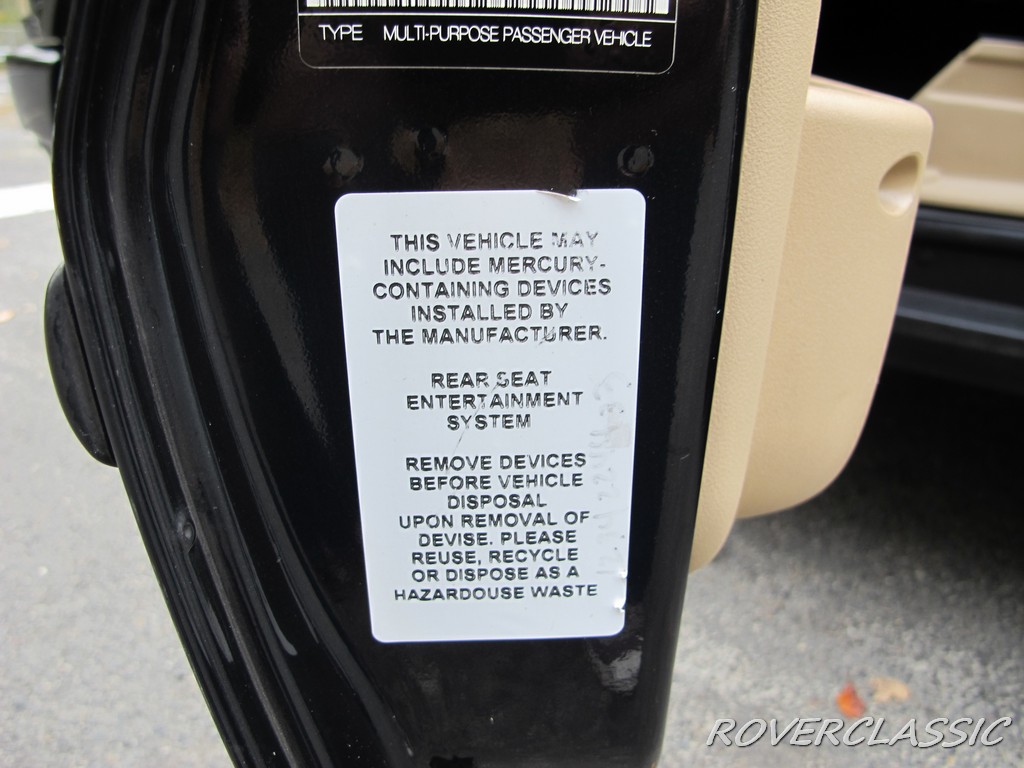 TYPE MULTI-PURPOSE PASSENGER VEHICLE
THIS VEHICLE MAY
INCLUDE MERCURY-
CONTAINING DEVICES
INSTALLED BY
THE MANUFACTURER.
REAR SEAT
ENTERTAINMENT
SYSTEM
REMOVE DEVICES
BEFORE VEHICLE
DISPOSAL
UPON REMOVAL OF
DEVISE. PLEASE
REUSE, RECYCLE
OR DISPOSE AS A
HAZARDOUSE WASTE
ROVERCLASSIC